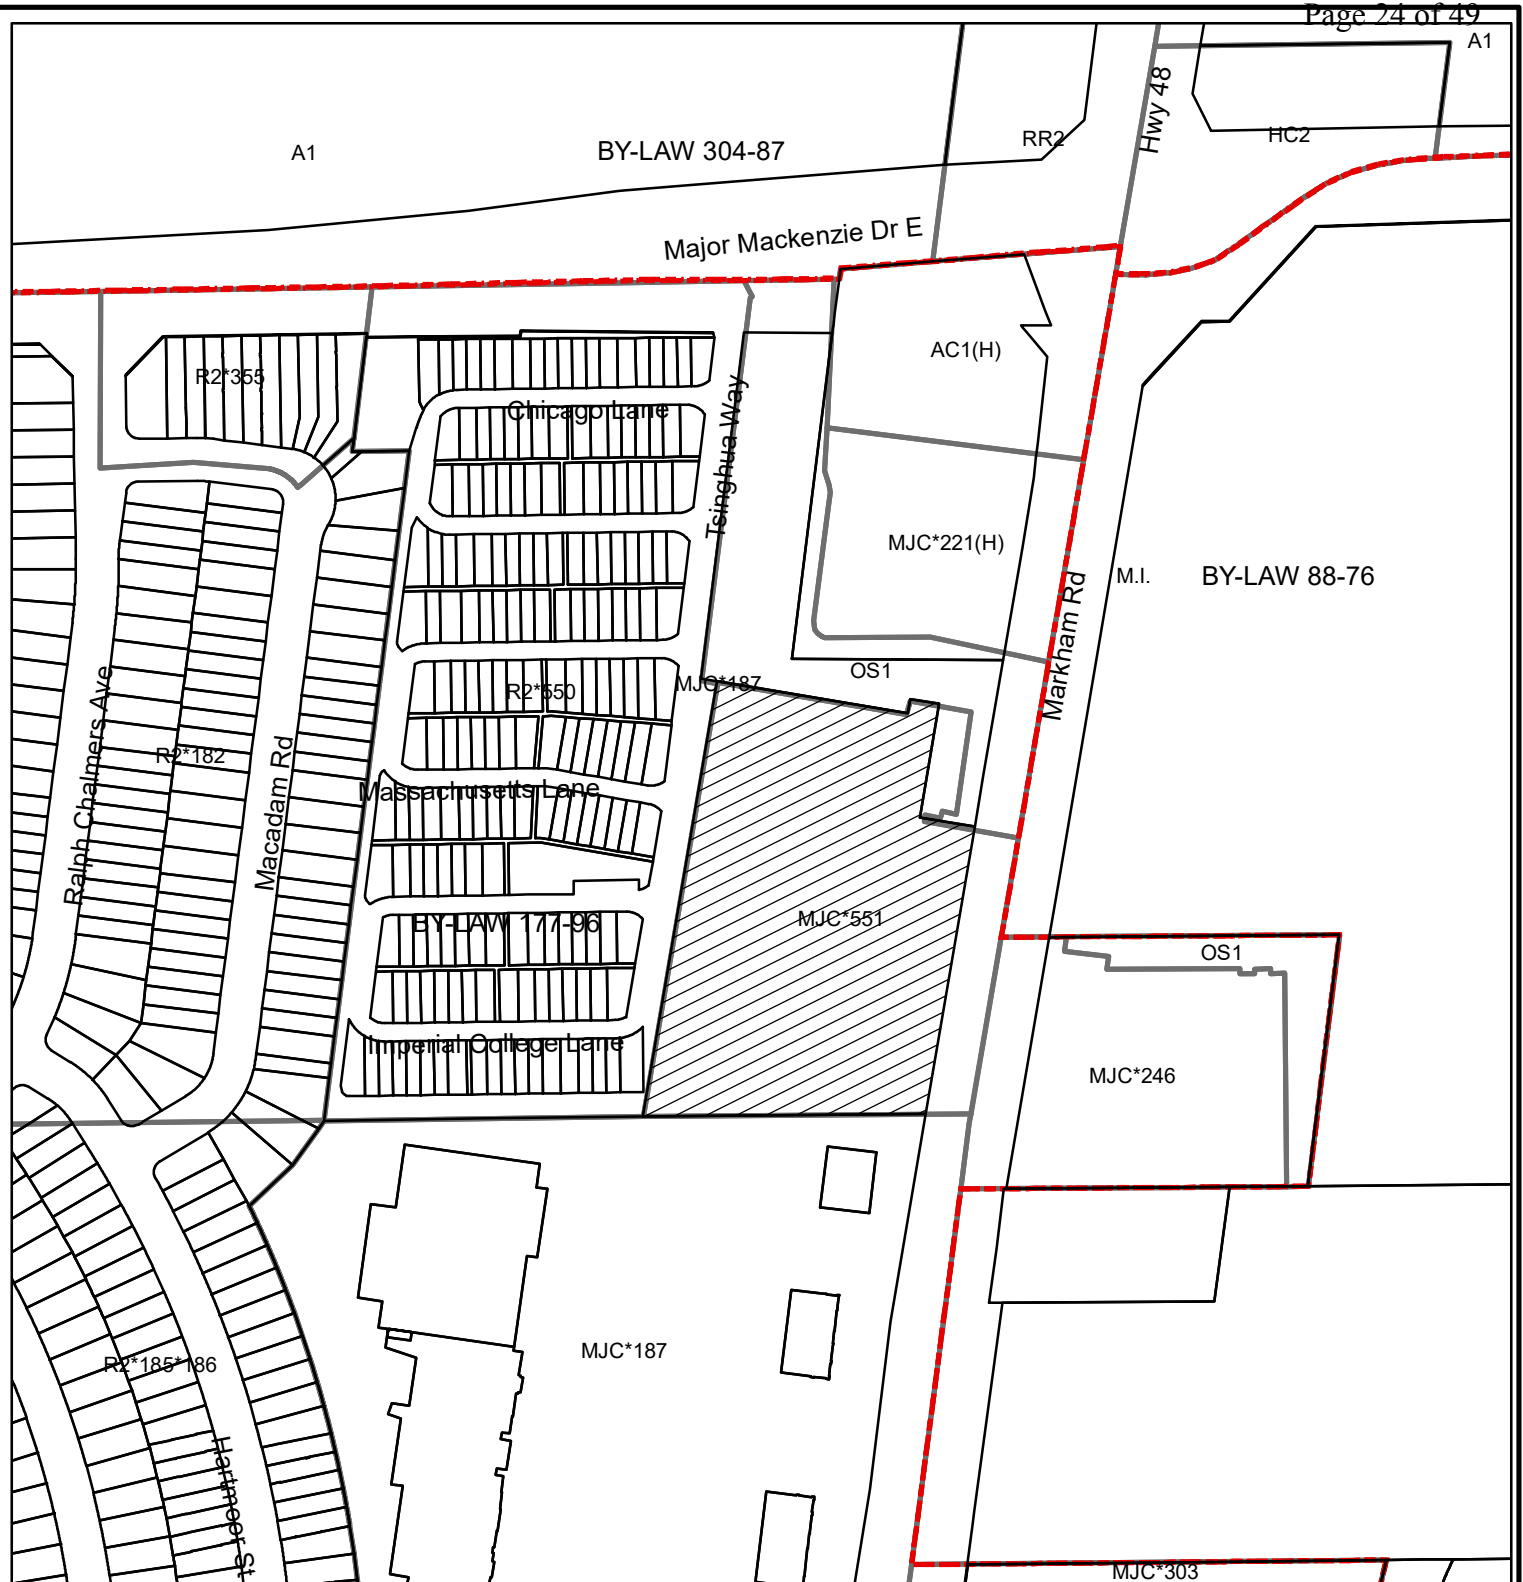 Page 24 of 49
A1
Hwy 48
RR2
HC2
A1
BY-LAW 304-87
Major Mackenzie Dr E
AC1(H)
R2*355
Chicago Lane
Tsinghua Way
MJC*221(H)
M.I.
BY-LAW 88-76
Markham Rd
OS1
MJC*187
R2*550
R2*182
Ralph Chalmers Ave
Macadam Rd
Massachusetts Lane
BY-LAW 177-96
MJC*551
OS1
Imperial College Lane
MJC*246
MJC*187
R2*185*186
Hartmoor St
MJC*303